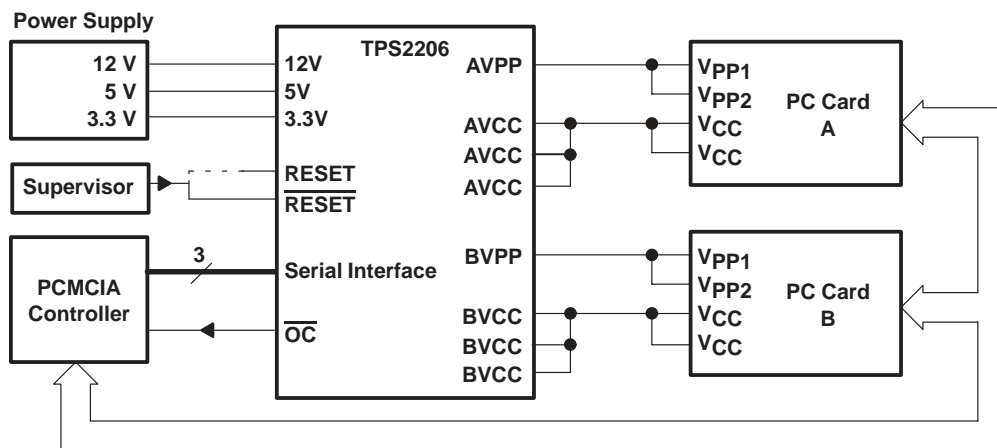 Power Supply
12 V
5 V
3.3 V
Supervisor
PCMCIA
Controller
3
TPS2206
12V
5V
3.3V
RESET
RESET
Serial Interface
OC
AVPP
AVCC
AVCC
AVCC
BVPP
BVCC
BVCC
BVCC
VPP1
VPP2
VCC
VCC
PC Card
A
VPP1
VPP2
VCC
VCC
PC Card
B